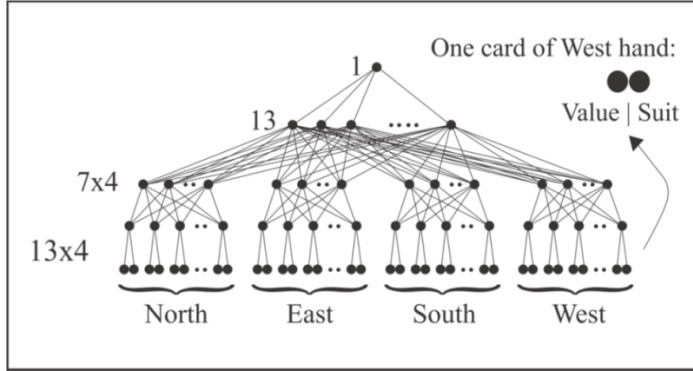 One card of West hand:
1
Value | Suit
13
7x4
13x4
North East South West